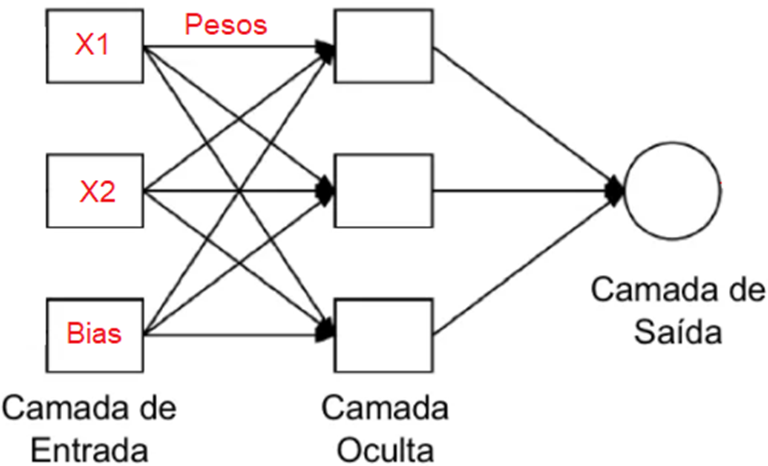 X1
Pesos
X2
Bias
Camada de
Entrada
Camada
Oculta
Camada de
Saída